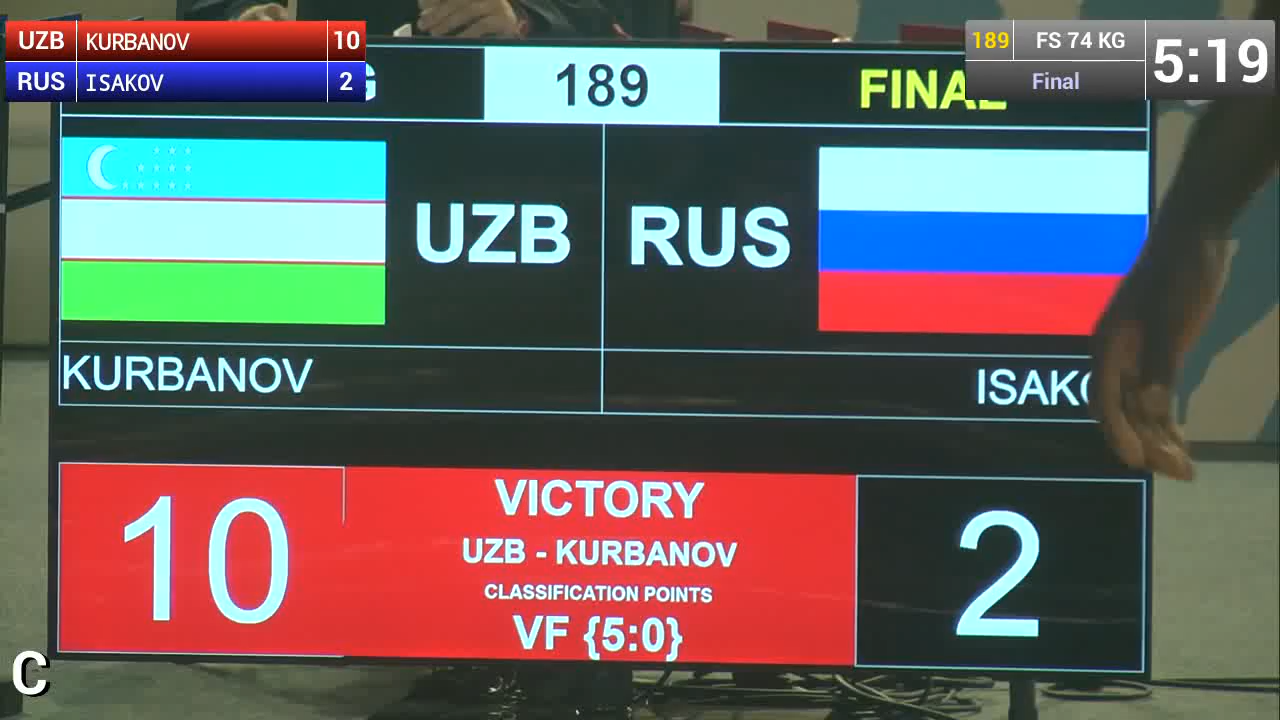 UZB KURBANOV 10
RUS ISAKOV 2
189 FS 74 KG 5:19
Final
189 FINAL
UZB RUS
KURBANOV
10 VICTORY 2
UZB - KURBANOV
CLASSIFICATION POINTS
VF {5:0}
C